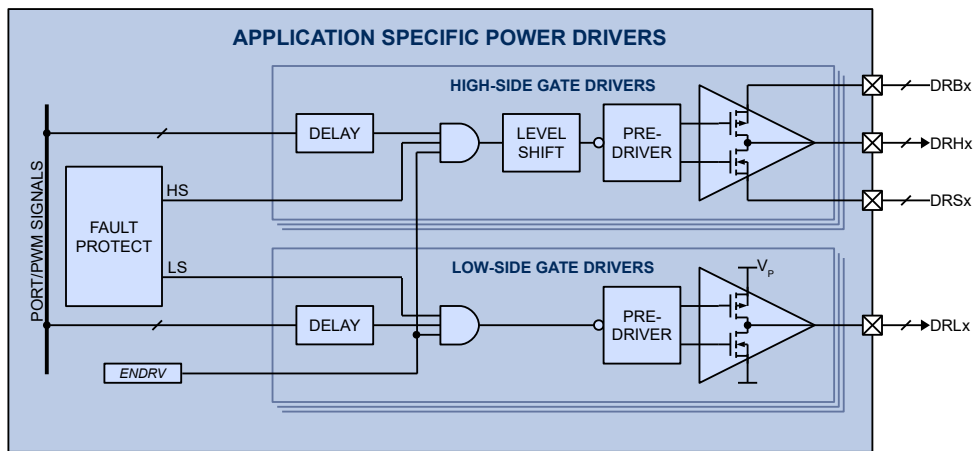 APPLICATION SPECIFIC POWER DRIVERS
HIGH-SIDE GATE DRIVERS
DRBx
DELAY
LEVEL
SHIFT
PRE-
DRIVER
DRHx
PORT/PWM SIGNALS
HS
FAULT
PROTECT
DRSx
LS
LOW-SIDE GATE DRIVERS
VP
DELAY
PRE-
DRIVER
DRLx
ENDRV